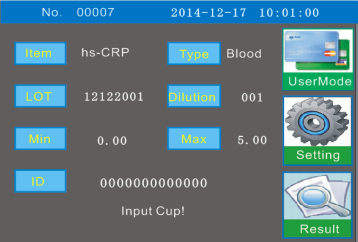 No. 00007 2014-12-17 10:01:00
Item hs-CRP Type Blood
UserMode
LOT 12122001 Dilution 001
Min 0.00 Max 5.00
Setting
ID 0000000000000
Input Cup!
Result